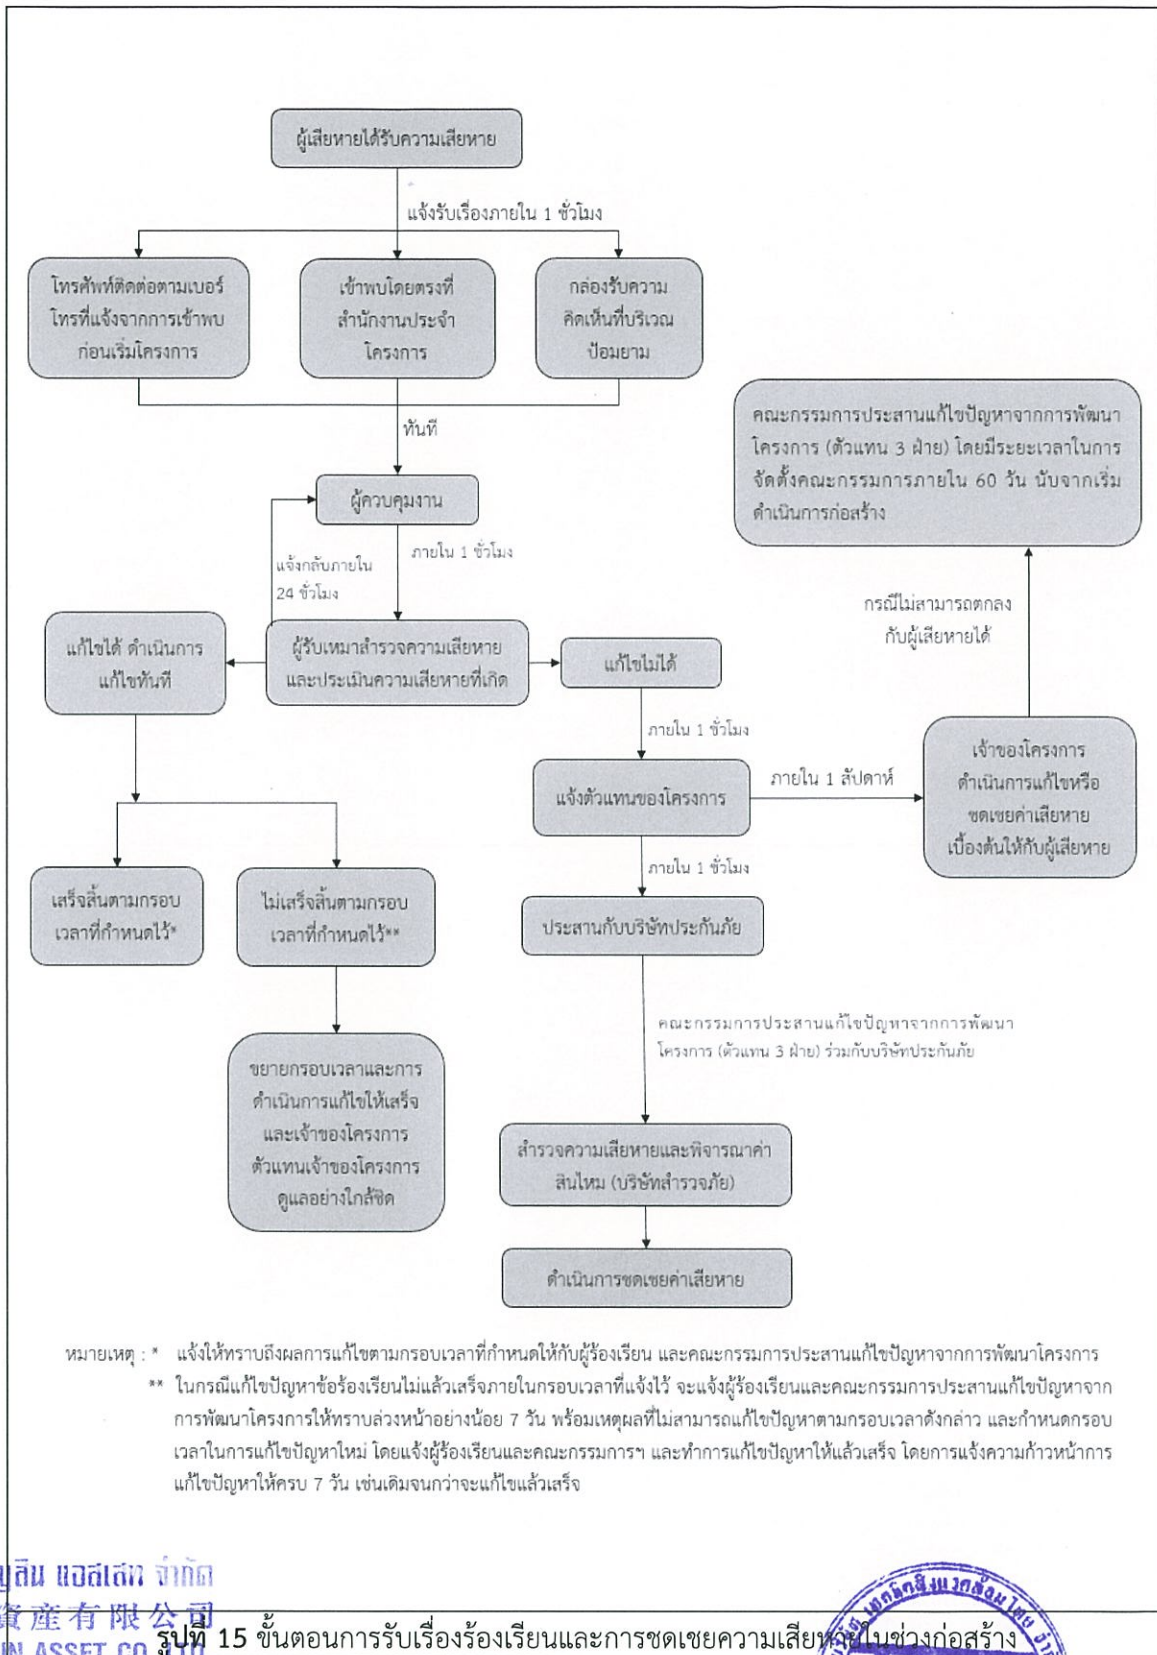 ผู้เสียหายได้รับความเสียหาย
แจ้งรับเรื่องภายใน 1 ชั่วโมง
โทรศัพท์ติดต่อตามเบอร์
โทรที่แจ้งจากการเข้าพบ
ก่อนเริ่มโครงการ
เข้าพบโดยตรงที่
สำนักงานประจำ
โครงการ
กล่องรับความ
คิดเห็นที่บริเวณ
ป้อมยาม
ทันที
คณะกรรมการประสานแก้ไขปัญหาจากการพัฒนา
โครงการ (ตัวแทน 3 ฝ่าย) โดยมีระยะเวลาในการ
จัดตั้งคณะกรรมการภายใน 60 วัน นับจากเริ่ม
ดำเนินการก่อสร้าง
ผู้ควบคุมงาน
ภายใน 1 ชั่วโมง
แจ้งกลับภายใน
24 ชั่วโมง
กรณีไม่สามารถตกลง
กับผู้เสียหายได้
แก้ไขได้ ดำเนินการ
แก้ไขทันที
ผู้รับเหมาสำรวจความเสียหาย
และประเมินความเสียหายที่เกิด
แก้ไขไม่ได้
ภายใน 1 ชั่วโมง
แจ้งตัวแทนของโครงการ
ภายใน 1 สัปดาห์
เจ้าของโครงการ
ดำเนินการแก้ไขหรือ
ชดเชยค่าเสียหาย
เบื้องต้นให้กับผู้เสียหาย
ภายใน 1 ชั่วโมง
เสร็จสิ้นตามกรอบ
เวลาที่กำหนดไว้*
ไม่เสร็จสิ้นตามกรอบ
เวลาที่กำหนดไว้**
ประสานกับบริษัทประกันภัย
คณะกรรมการประสานแก้ไขปัญหาจากการพัฒนา
โครงการ (ตัวแทน 3 ฝ่าย) ร่วมกับบริษัทประกันภัย
ขยายกรอบเวลาและการ
ดำเนินการแก้ไขให้เสร็จ
และเจ้าของโครงการ
ตัวแทนเจ้าของโครงการ
ดูแลอย่างใกล้ชิด
สำรวจความเสียหายและพิจารณาค่า
สินไหม (บริษัทสำรวจภัย)
ดำเนินการชดเชยค่าเสียหาย
หมายเหตุ : * แจ้งให้ทราบถึงผลการแก้ไขตามกรอบเวลาที่กำหนดให้กับผู้ร้องเรียน และคณะกรรมการประสานแก้ไขปัญหาจากการพัฒนาโครงการ
** ในกรณีแก้ไขปัญหาข้อร้องเรียนไม่แล้วเสร็จภายในกรอบเวลาที่แจ้งไว้ จะแจ้งผู้ร้องเรียนและคณะกรรมการประสานแก้ไขปัญหาจาก
การพัฒนาโครงการให้ทราบล่วงหน้าอย่างน้อย 7 วัน พร้อมเหตุผลที่ไม่สามารถแก้ไขปัญหาตามกรอบเวลาดังกล่าว และกำหนดกรอบ
เวลาในการแก้ไขปัญหาใหม่ โดยแจ้งผู้ร้องเรียนและคณะกรรมการฯ และทำการแก้ไขปัญหาให้แล้วเสร็จ โดยการแจ้งความก้าวหน้าการ
แก้ไขปัญหาให้ครบ 7 วัน เช่นเดิมจนกว่าจะแก้ไขแล้วเสร็จ
แอสเสท จำกัด
資産有限公司
ASSET CO.,LTD.
รูปที่ 15 ขั้นตอนการรับเรื่องร้องเรียนและการชดเชยความเสียหายในช่วงก่อสร้าง
เทคนิคสิ่งแวดล้อมไทย